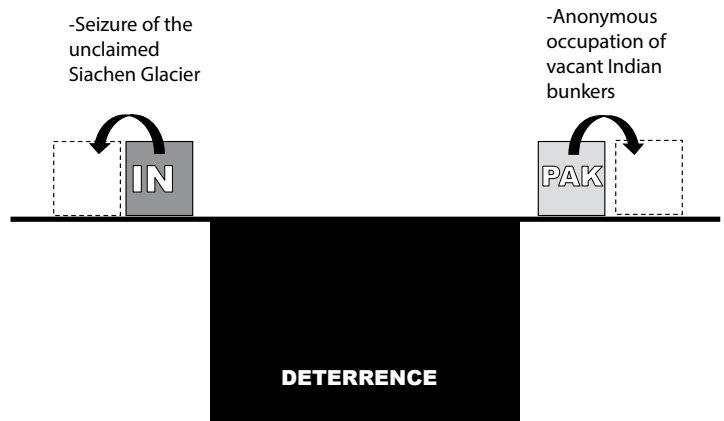 -Seizure of the
unclaimed
Siachen Glacier
-Anonymous
occupation of
vacant Indian
bunkers
IN
PAK
DETERRENCE